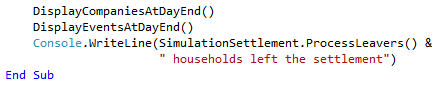 DisplayCompaniesAtDayEnd()
DisplayEventsAtDayEnd()
Console.WriteLine(SimulationSettlement.ProcessLeavers() &
" households left the settlement")
End Sub